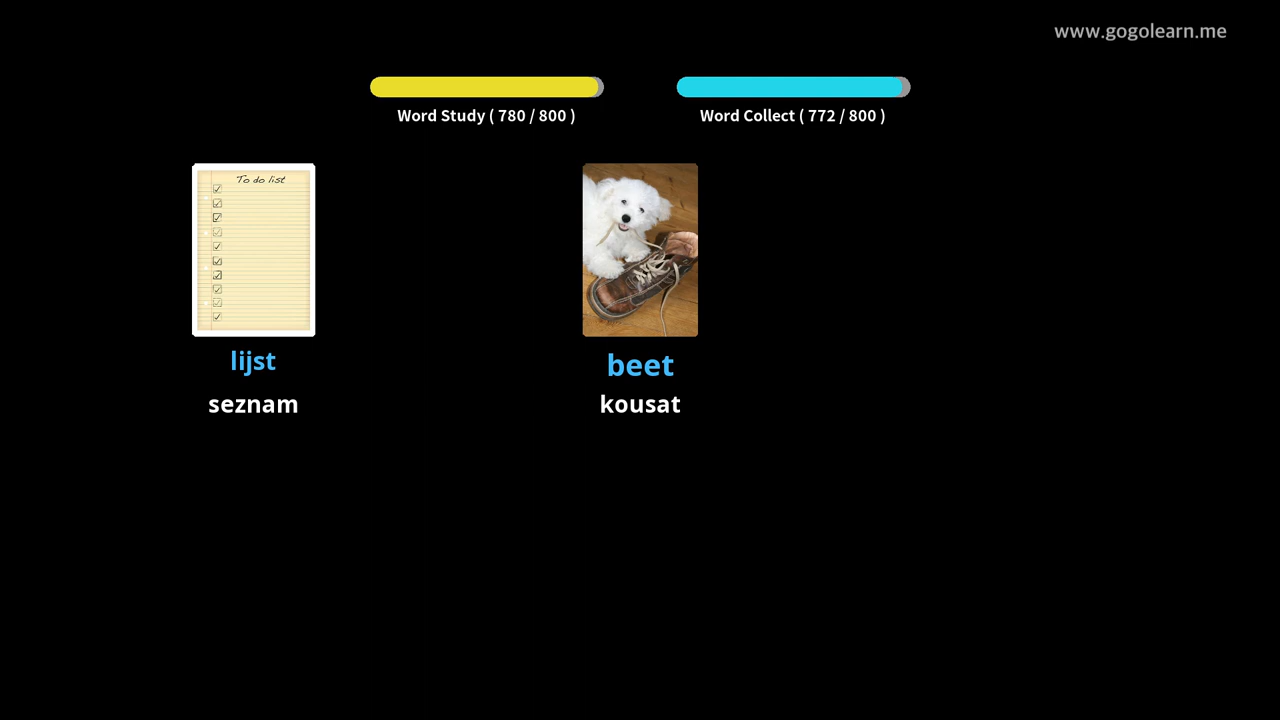 www.gogolearn.me
Word Study ( 780 / 800 )
Word Collect ( 772 / 800 )
To do list
lijst
beet
seznam
kousat